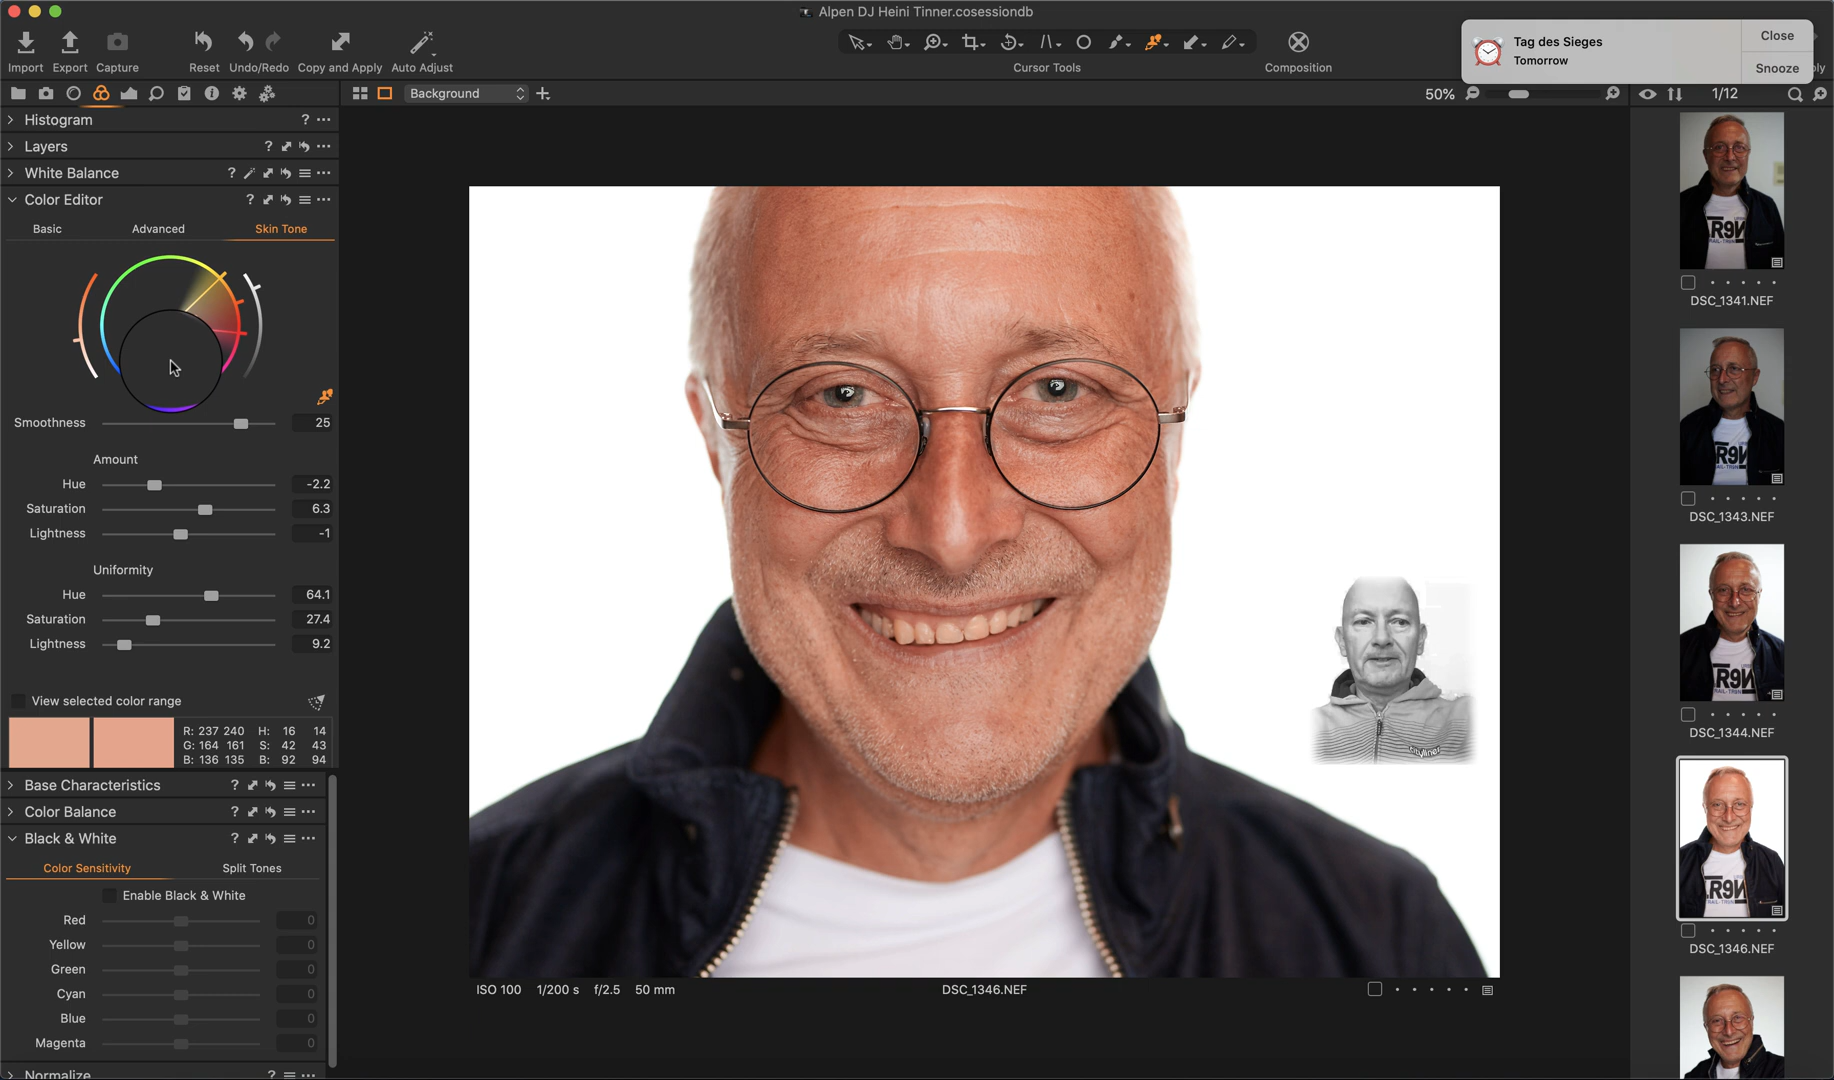 Alpen DJ Heini Tinner.cosessiondb
Import Export Capture Reset Undo/Redo Copy and Apply Auto Adjust Cursor Tools Composition
Tag des Sieges
Tomorrow
Close
Snooze
Background
50%
1/12
Histogram ?
Layers ?
White Balance ?
Color Editor ?
Basic Advanced Skin Tone
Smoothness 25
Amount
Hue -2.2
Saturation 6.3
Lightness -1
Uniformity
Hue 64.1
Saturation 27.4
Lightness 9.2
View selected color range
R: 237 240 H: 16 14
G: 164 161 S: 42 43
B: 136 135 B: 92 94
Base Characteristics ?
Color Balance ?
Black & White ?
Color Sensitivity Split Tones
Enable Black & White
Red 0
Yellow 0
Green 0
Cyan 0
Blue 0
Magenta 0
Normalize ?
cityliner
ISO 100 1/200 s f/2.5 50 mm
DSC_1346.NEF
DSC_1341.NEF
DSC_1343.NEF
DSC_1344.NEF
DSC_1346.NEF